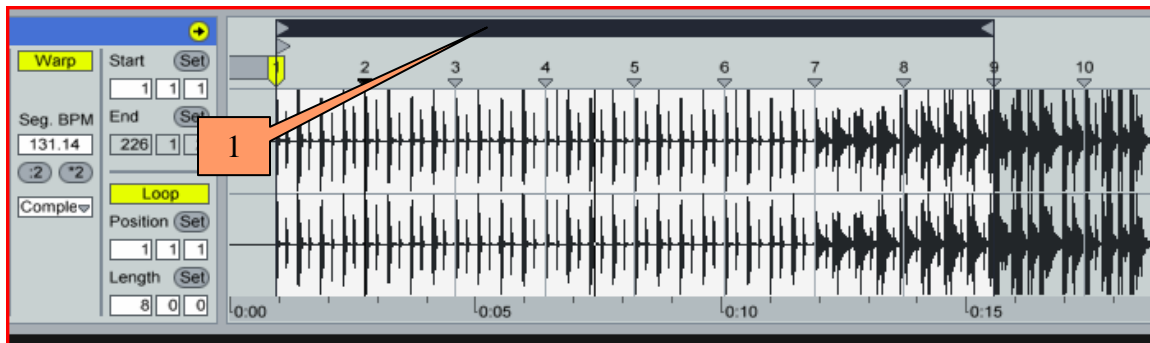 Warp
Start Set
1 1 1
Seg. BPM
End
131.14
226 1
:2 *2
Loop
Comple
Position Set
1 1 1
Length Set
8 0 0
1
1 2 3 4 5 6 7 8 9 10
0:00 0:05 0:10 0:15